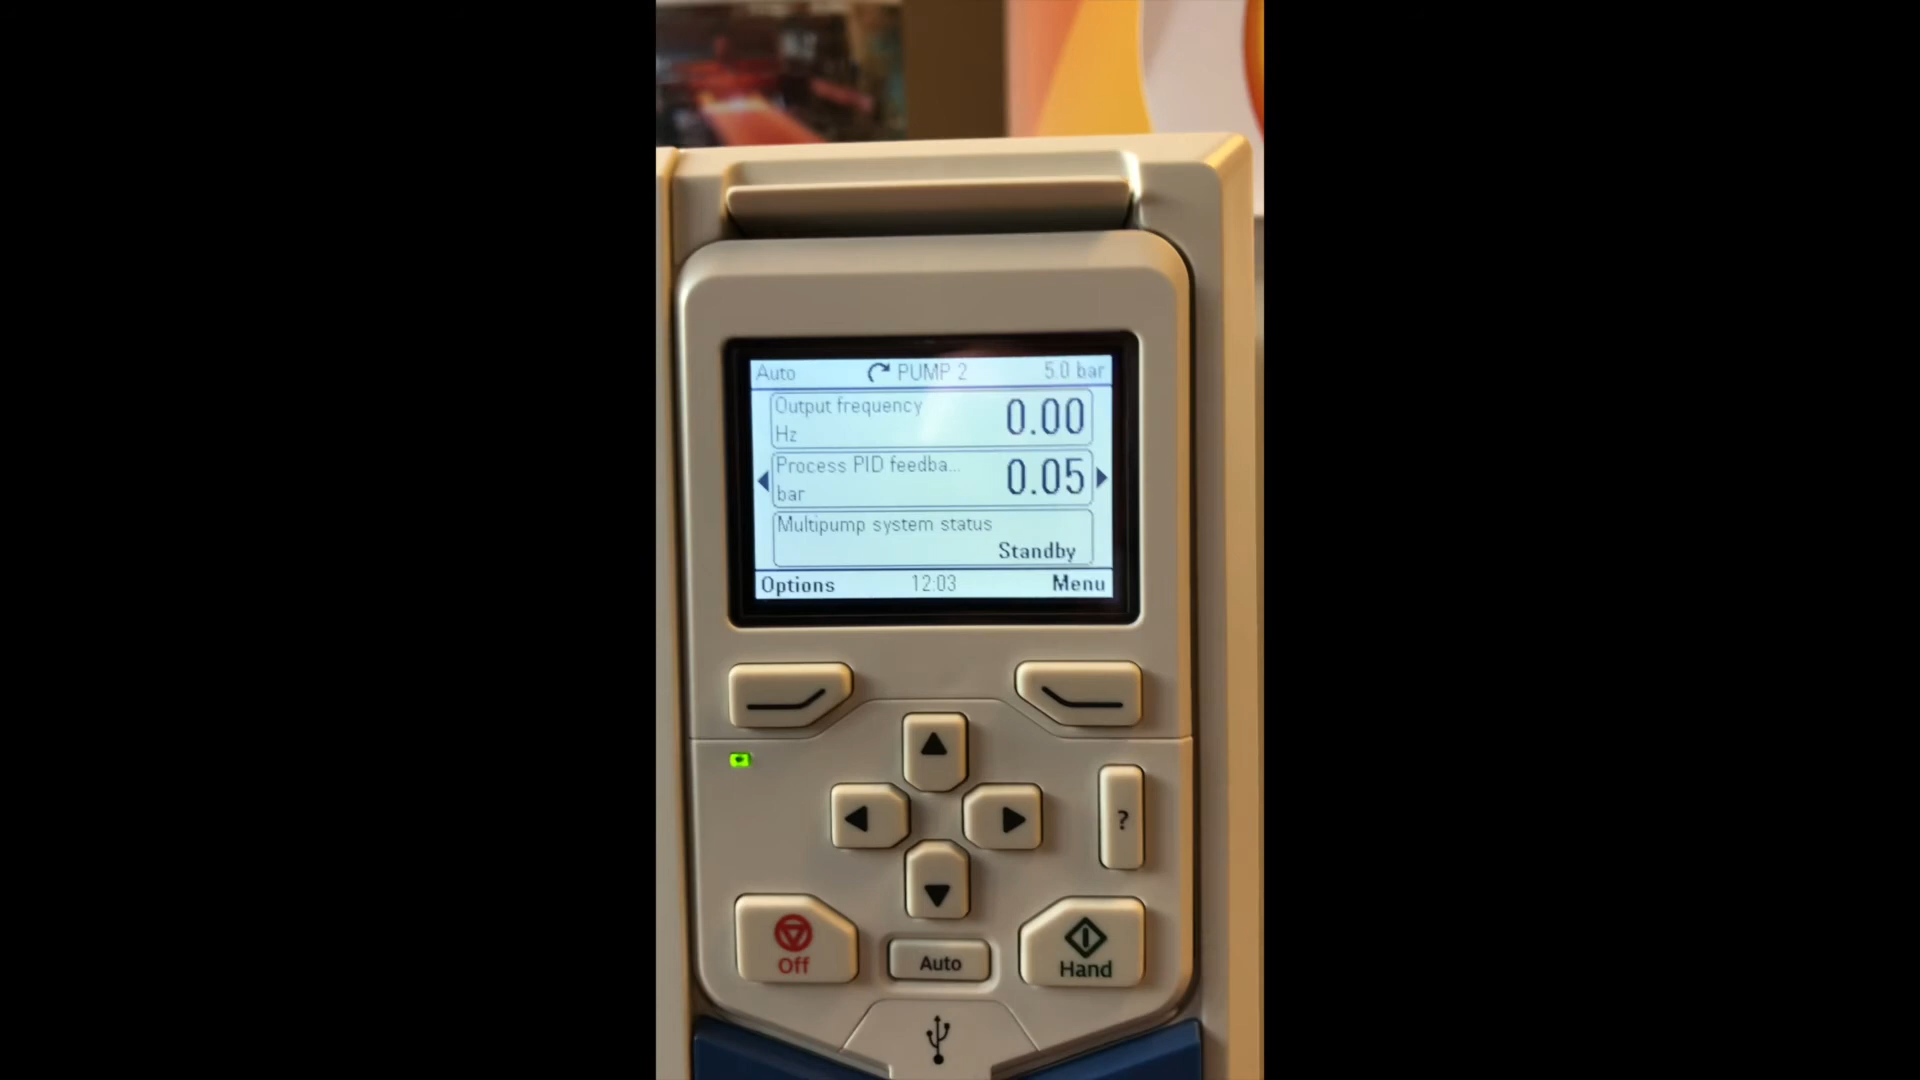 Auto PUMP 2 5.0 bar
Output frequency 0.00
Hz
Process PID feedba... 0.05
bar
Multipump system status
Standby
Options 12:03 Menu
?
Off Auto Hand